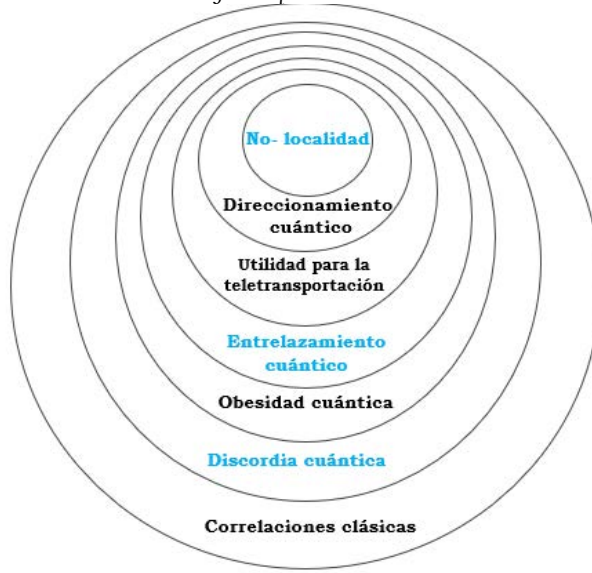 No- localidad
Direccionamiento
cuántico
Utilidad para la
teletransportación
Entrelazamiento
cuántico
Obesidad cuántica
Discordia cuántica
Correlaciones clásicas